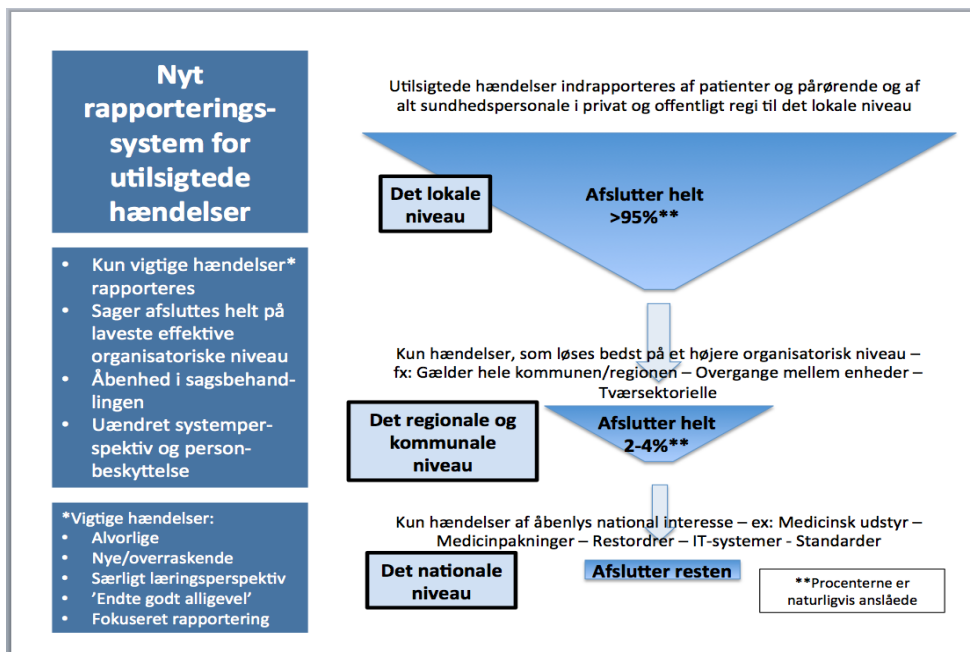 Nyt
rapporterings-
system for
utilsigtede
hændelser
• Kun vigtige hændelser*
rapporteres
• Sager afsluttes helt på
laveste effektive
organisatoriske niveau
• Åbenhed i sagsbehand-
lingen
• Uændret systemper-
spektiv og person-
beskyttelse
*Vigtige hændelser:
• Alvorlige
• Nye/overraskende
• Særligt læringsperspektiv
• ’Endte godt alligevel’
• Fokuseret rapportering
Utilsigtede hændelser indrapporteres af patienter og pårørende og af
alt sundhedspersonale i privat og offentligt regi til det lokale niveau
Det lokale
niveau
Afslutter helt
>95%**
Kun hændelser, som løses bedst på et højere organisatorisk niveau –
fx: Gælder hele kommunen/regionen – Overgange mellem enheder –
Tværsektorielle
Det regionale og
kommunale
niveau
Afslutter helt
2-4%**
Kun hændelser af åbenlys national interesse – ex: Medicinsk udstyr –
Medicinpakninger – Restordrer – IT-systemer - Standarder
Det nationale
niveau
Afslutter resten
**Procenterne er
naturligvis anslåede